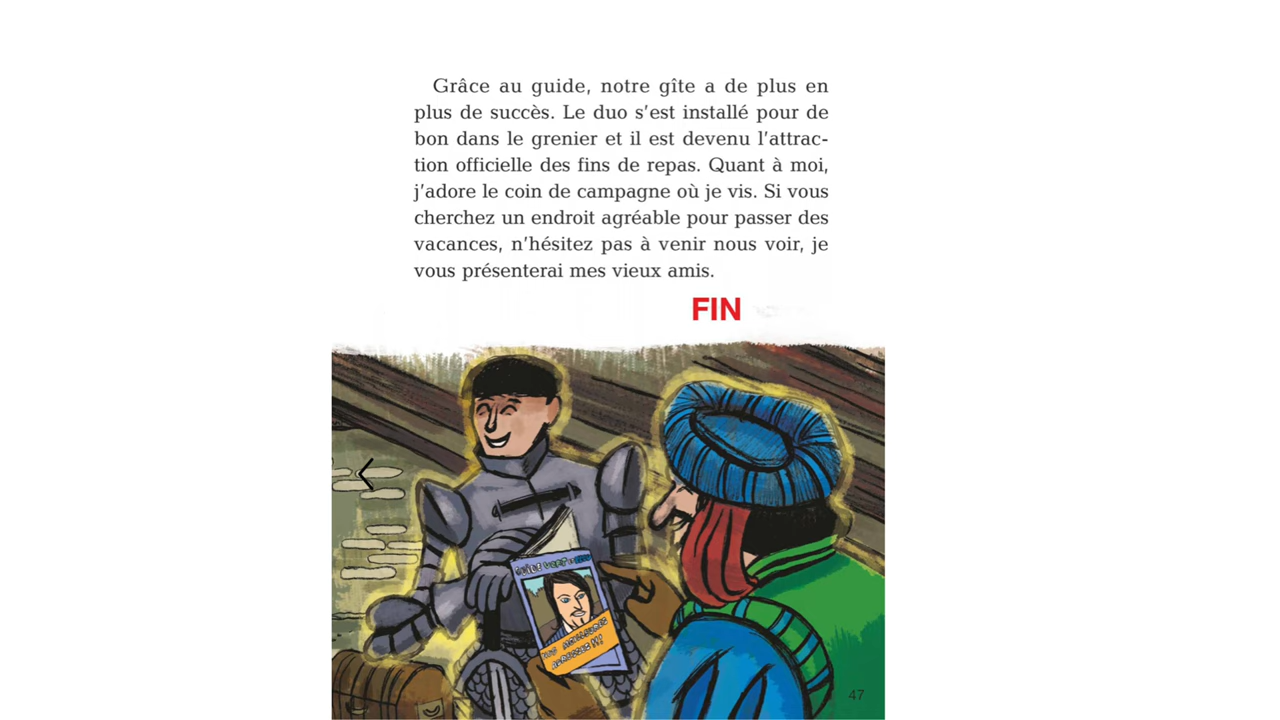 Grâce au guide, notre gîte a de plus en
plus de succès. Le duo s’est installé pour de
bon dans le grenier et il est devenu l’attrac-
tion officielle des fins de repas. Quant à moi,
j’adore le coin de campagne où je vis. Si vous
cherchez un endroit agréable pour passer des
vacances, n’hésitez pas à venir nous voir, je
vous présenterai mes vieux amis.
FIN
GUIDE VERT
47